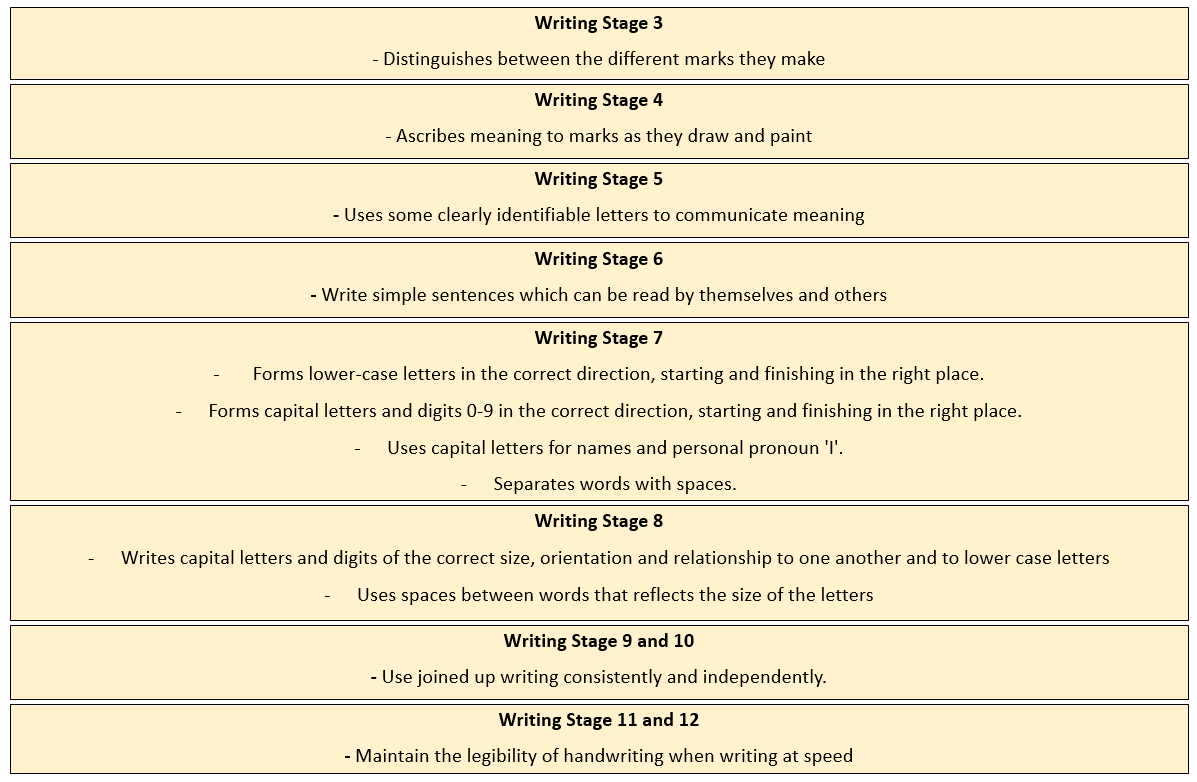 Writing Stage 3
- Distinguishes between the different marks they make
Writing Stage 4
- Ascribes meaning to marks as they draw and paint
Writing Stage 5
- Uses some clearly identifiable letters to communicate meaning
Writing Stage 6
- Write simple sentences which can be read by themselves and others
Writing Stage 7
- Forms lower-case letters in the correct direction, starting and finishing in the right place.
- Forms capital letters and digits 0-9 in the correct direction, starting and finishing in the right place.
- Uses capital letters for names and personal pronoun 'I'.
- Separates words with spaces.
Writing Stage 8
- Writes capital letters and digits of the correct size, orientation and relationship to one another and to lower case letters
- Uses spaces between words that reflects the size of the letters
Writing Stage 9 and 10
- Use joined up writing consistently and independently.
Writing Stage 11 and 12
- Maintain the legibility of handwriting when writing at speed